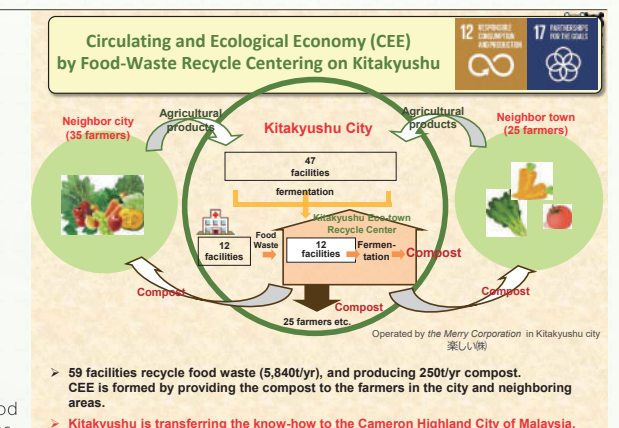 Circulating and Ecological Economy (CEE)
by Food-Waste Recycle Centering on Kitakyushu
12 RESPONSIBLE
CONSUMPTION
AND PRODUCTION
17 PARTNERSHIPS
FOR THE GOALS
Neighbor city
(35 farmers)
Agricultural
products
Kitakyushu City
Agricultural
products
Neighbor town
(25 farmers)
47
facilities
fermentation
Kitakyushu Eco-town
Recycle Center
12
facilities
Food
Waste
12
facilities
Fermen-
tation
Compost
Compost
Compost
Compost
25 farmers etc.
Operated by the Merry Corporation in Kitakyushu city
楽しい㈱
➢ 59 facilities recycle food waste (5,840t/yr), and producing 250t/yr compost.
CEE is formed by providing the compost to the farmers in the city and neighboring
areas.
➢ Kitakyushu is transferring the know-how to the Cameron Highland City of Malaysia.
od